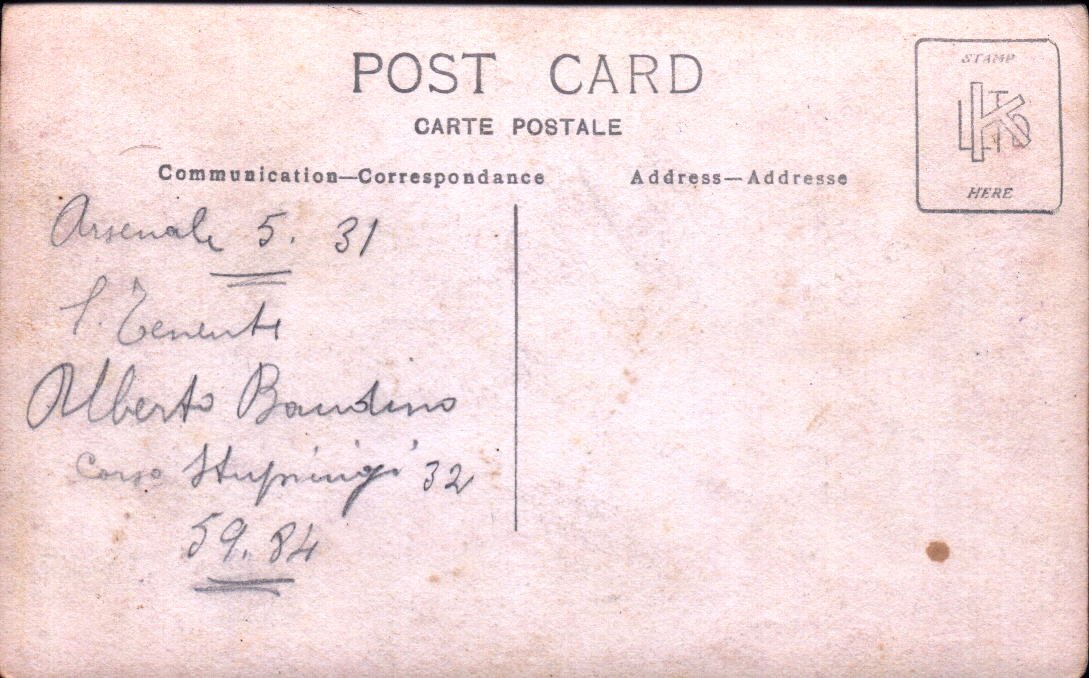 POST CARD
CARTE POSTALE
Communication—Correspondance
Address—Addresse
STAMP
K LTD
HERE
Arsenale 5. 31
S. Tenente
Alberto Baudino
Corso Stupinigi 32
59.84